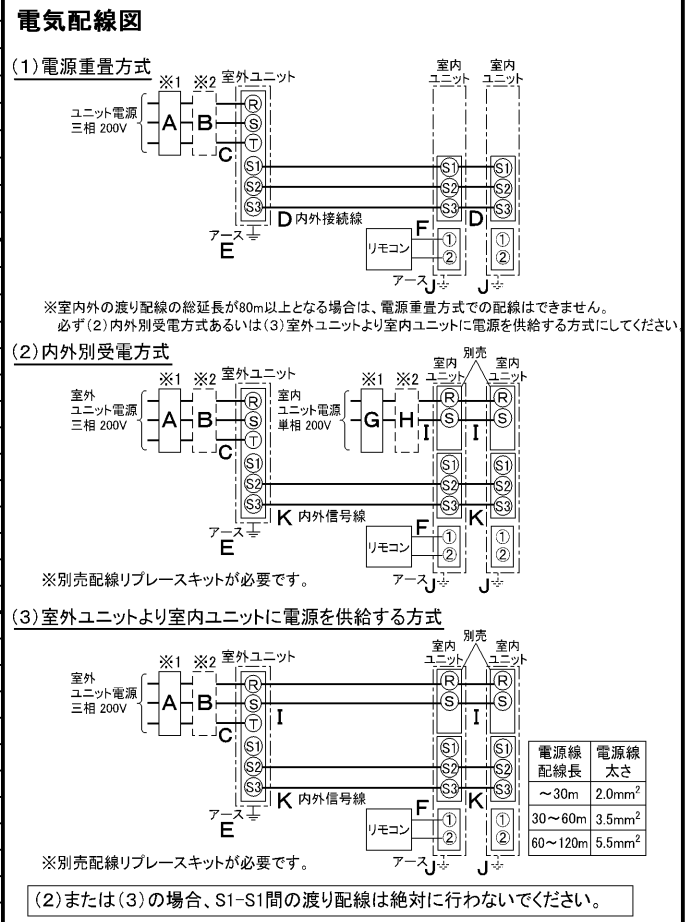 電気配線図
(1)電源重畳方式
※1 ※2 室外ユニット 室内ユニット 室内ユニット
ユニット電源
三相 200V
A B C
R
S
T
S1 S1 S1
S2 S2 S2
S3 S3 S3
D 内外接続線 F D
アース
E
リモコン ① ①
② ②
アース J J
※室内外の渡り配線の総延長が80m以上となる場合は、電源重畳方式での配線はできません。
必ず(2)内外別受電方式あるいは(3)室外ユニットより室内ユニットに電源を供給する方式にしてください
(2)内外別受電方式
別売
※1 ※2 室外ユニット ※1 ※2 室内ユニット 室内ユニット
室外
ユニット電源
三相 200V
A B C
R
S
T
室内
ユニット電源
単相 200V
G H I I
R R
S S
S1 S1 S1
S2 S2 S2
S3 S3 S3
K 内外信号線 F K
アース
E
リモコン ① ①
② ②
アース J J
※別売配線リプレースキットが必要です。
(3)室外ユニットより室内ユニットに電源を供給する方式
別売
※1 ※2 室外ユニット 室内ユニット 室内ユニット
室外
ユニット電源
三相 200V
A B C
R R R
S S S
T
I I
S1 S1 S1
S2 S2 S2
S3 S3 S3
K 内外信号線 F K
アース
E
リモコン ① ①
② ②
アース J J
電源線配線長 電源線太さ
～30m 2.0mm²
30～60m 3.5mm²
60～120m 5.5mm²
※別売配線リプレースキットが必要です。
(2)または(3)の場合、S1-S1間の渡り配線は絶対に行わないでください。